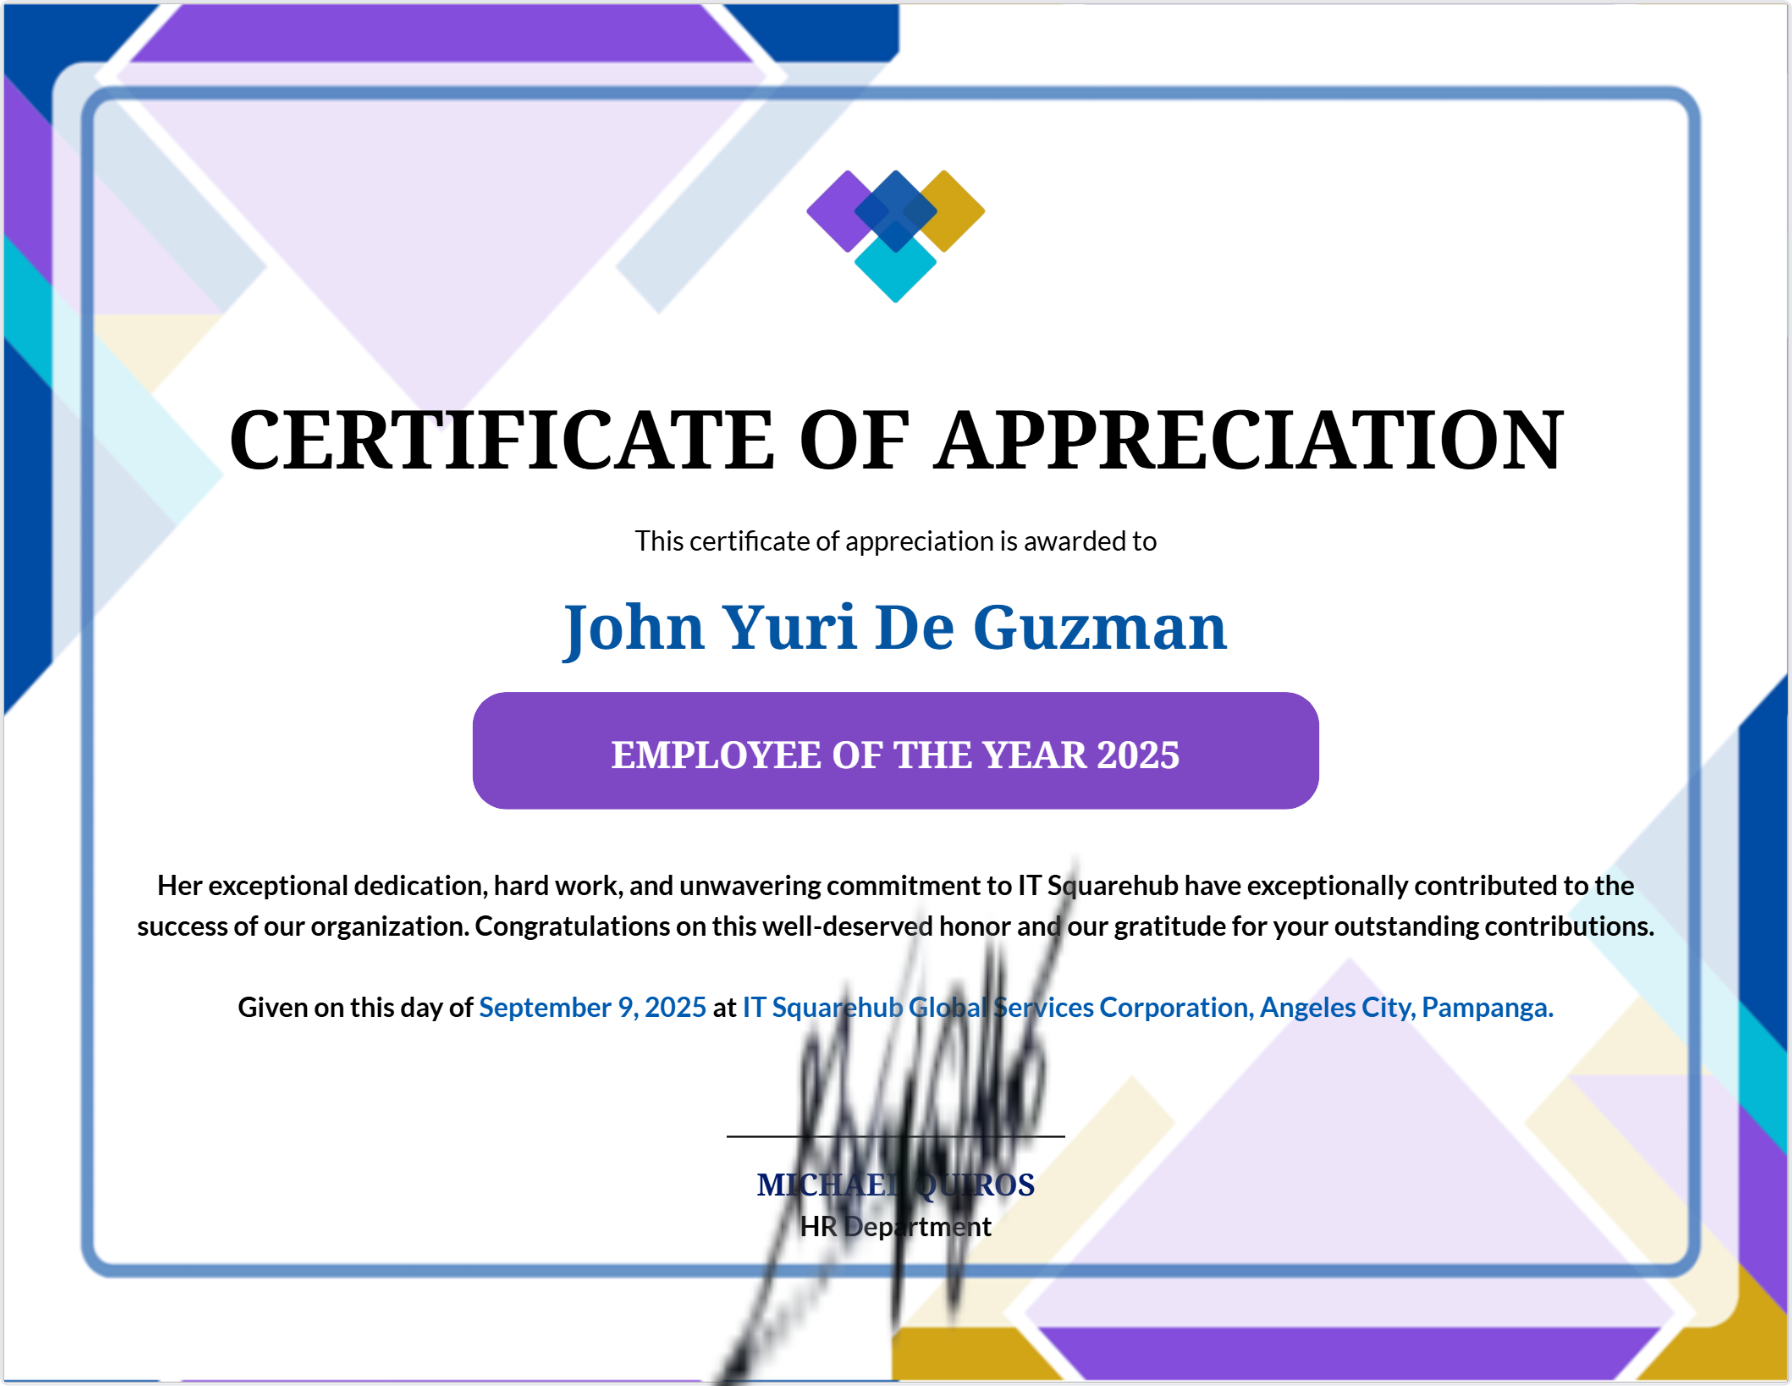 CERTIFICATE OF APPRECIATION
This certificate of appreciation is awarded to
John Yuri De Guzman
EMPLOYEE OF THE YEAR 2025
Her exceptional dedication, hard work, and unwavering commitment to IT Squarehub have exceptionally contributed to the
success of our organization. Congratulations on this well-deserved honor and our gratitude for your outstanding contributions.
Given on this day of September 9, 2025 at IT Squarehub Global Services Corporation, Angeles City, Pampanga.
MICHAEL QUIROS
HR Department